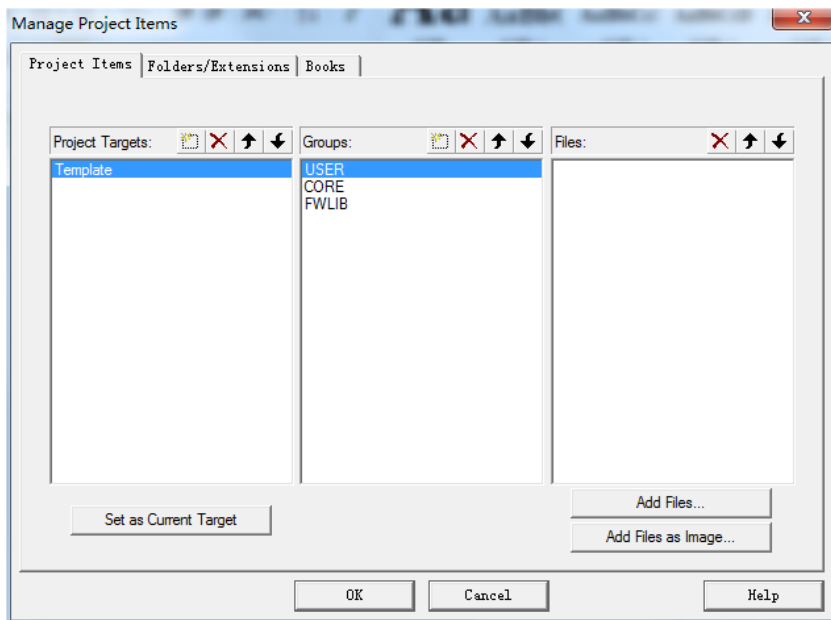 Manage Project Items
Project Items Folders/Extensions Books
Project Targets: Groups: Files:
Template USER
CORE
FWLIB
Add Files...
Set as Current Target
Add Files as Image...
OK Cancel Help